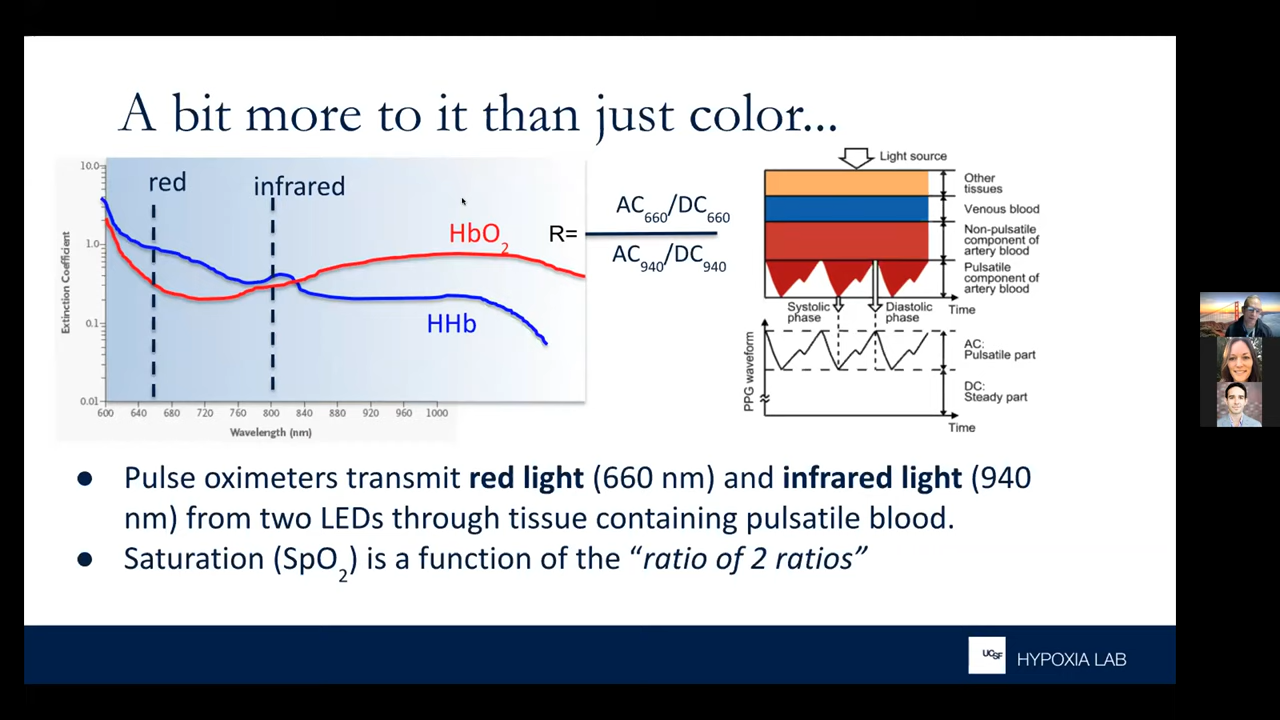 A bit more to it than just color...
10.0
1.0
0.1
0.01
Extinction Coefficient
red
infrared
HbO2
HHb
600 640 680 720 760 800 840 880 920 960 1000
Wavelength (nm)
R=
AC660/DC660
AC940/DC940
Light source
Other
tissues
Venous blood
Non-pulsatile
component of
artery blood
Pulsatile
component of
artery blood
Systolic
phase
Diastolic
phase
Time
PPG waveform
AC:
Pulsatile part
DC:
Steady part
Time
● Pulse oximeters transmit red light (660 nm) and infrared light (940
nm) from two LEDs through tissue containing pulsatile blood.
● Saturation (SpO2) is a function of the “ratio of 2 ratios”
UCSF
HYPOXIA LAB